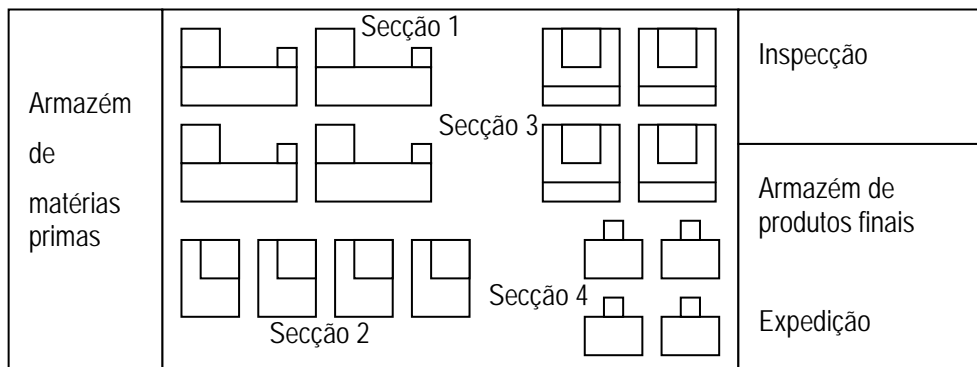 Armazém
de
matérias
primas
Secção 1
Secção 3
Secção 2
Secção 4
Inspecção
Armazém de
produtos finais
Expedição